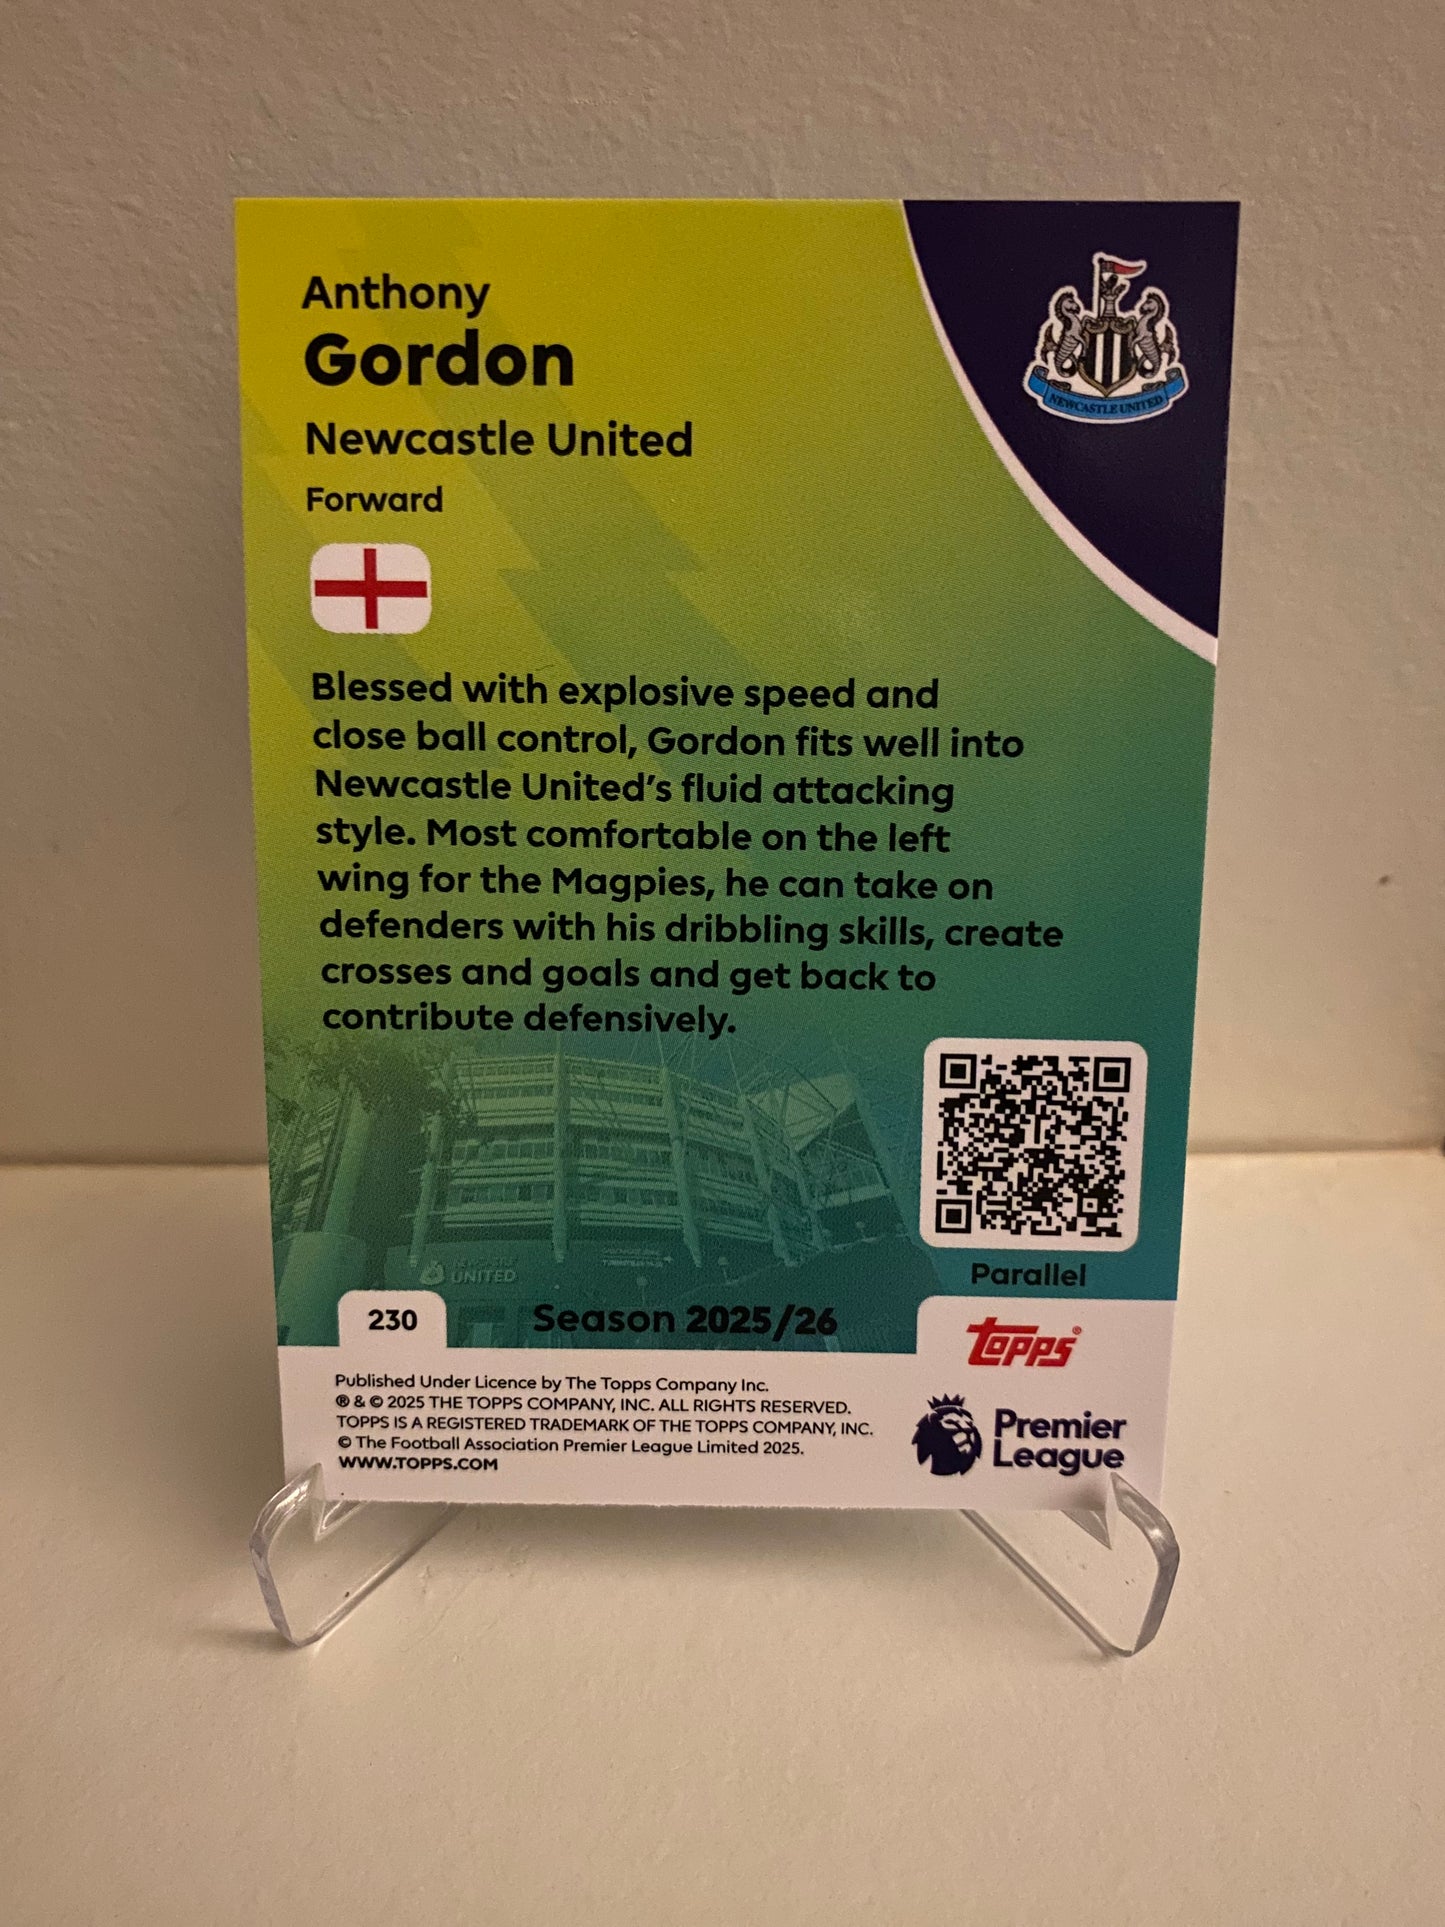 Anthony
Gordon
Newcastle United
Forward
NEWCASTLE UNITED
Blessed with explosive speed and
close ball control, Gordon fits well into
Newcastle United’s fluid attacking
style. Most comfortable on the left
wing for the Magpies, he can take on
defenders with his dribbling skills, create
crosses and goals and get back to
contribute defensively.
NEWCASTLE
UNITED
Parallel
230
Season 2025/26
Topps®
Published Under Licence by The Topps Company Inc.
® & © 2025 THE TOPPS COMPANY, INC. ALL RIGHTS RESERVED.
TOPPS IS A REGISTERED TRADEMARK OF THE TOPPS COMPANY, INC.
© The Football Association Premier League Limited 2025.
WWW.TOPPS.COM
Premier
League